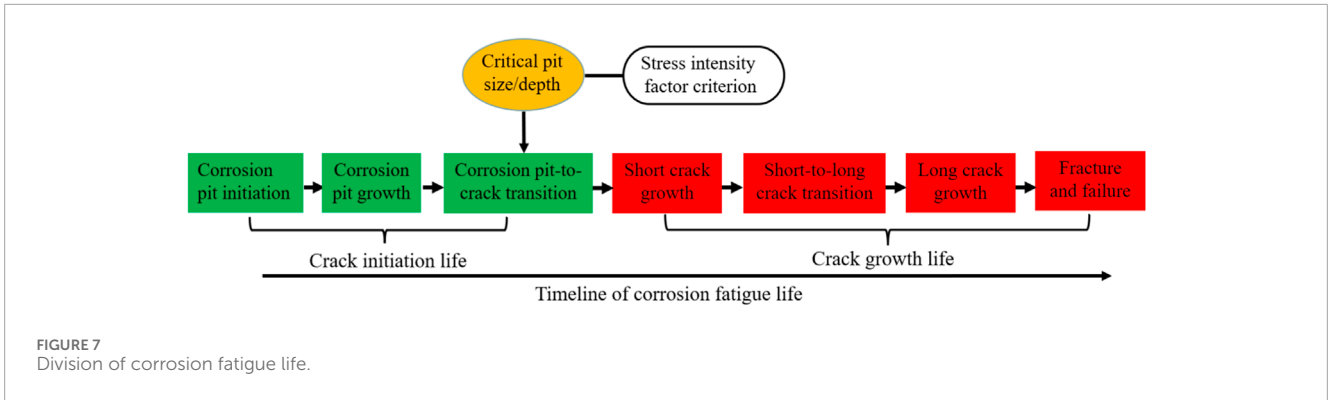 Critical pit
size/depth
Stress intensity
factor criterion
Corrosion
pit initiation
Corrosion
pit growth
Corrosion pit-to-
crack transition
Short crack
growth
Short-to-long
crack transition
Long crack
growth
Fracture
and failure
Crack initiation life
Crack growth life
Timeline of corrosion fatigue life
FIGURE 7
Division of corrosion fatigue life.